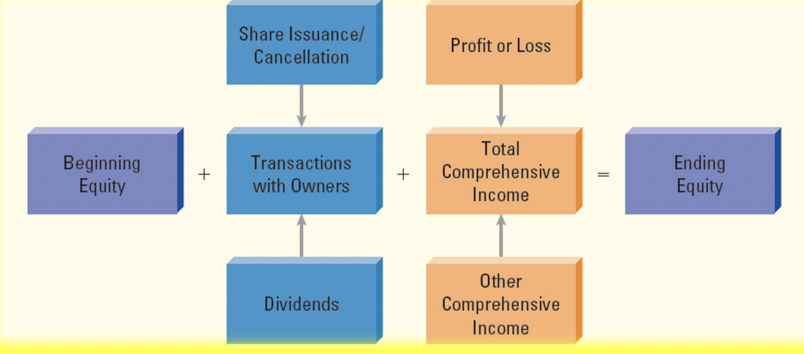 Share Issuance/
Cancellation
Profit or Loss
Beginning
Equity
+
Transactions
with Owners
+
Total
Comprehensive
Income
=
Ending
Equity
Dividends
Other
Comprehensive
Income